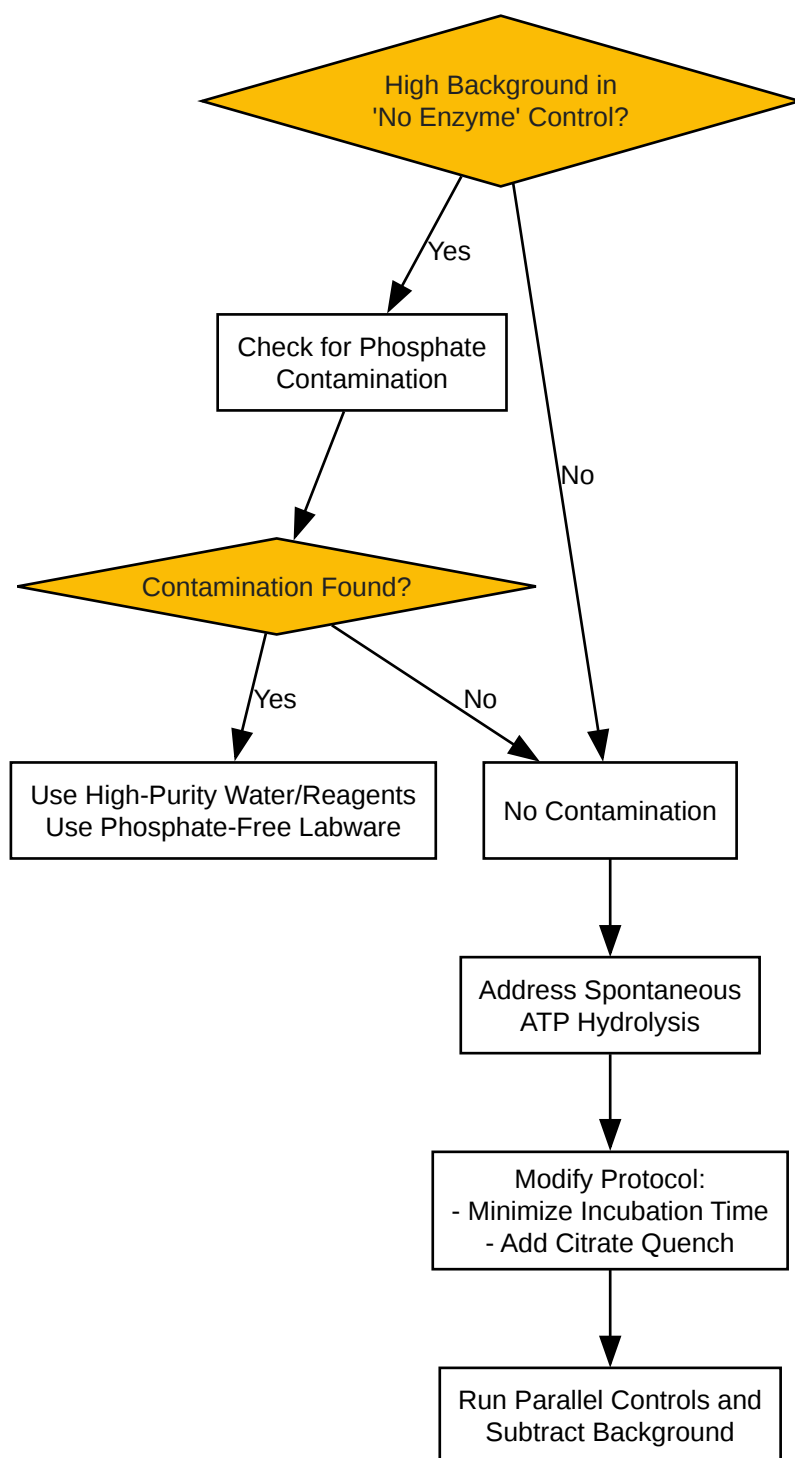 High Background in
'No Enzyme' Control?
Yes
Check for Phosphate
Contamination
No
Contamination Found?
Yes
No
Use High-Purity Water/Reagents
Use Phosphate-Free Labware
No Contamination
Address Spontaneous
ATP Hydrolysis
Modify Protocol:
- Minimize Incubation Time
- Add Citrate Quench
Run Parallel Controls and
Subtract Background